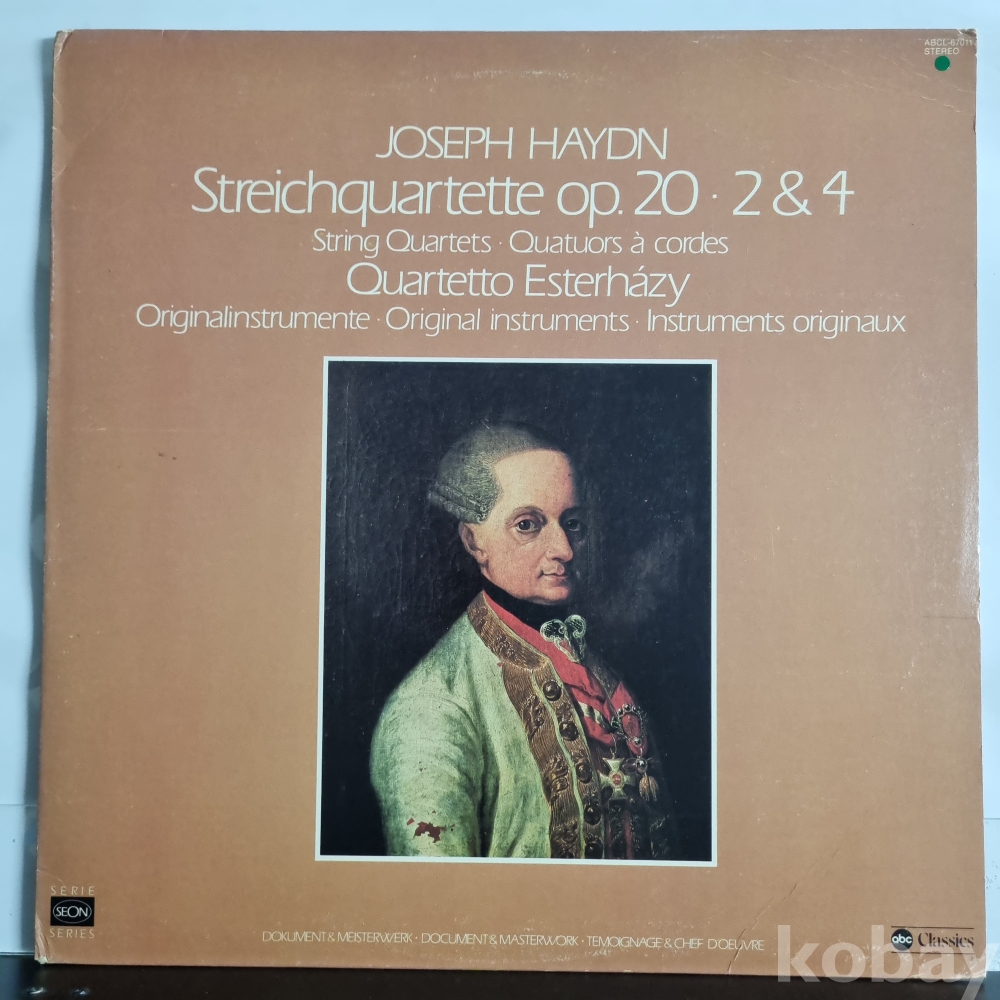 ABCL-67011
STEREO
JOSEPH HAYDN
Streichquartette op. 20 · 2 & 4
String Quartets · Quatuors à cordes
Quartetto Esterházy
Originalinstrumente · Original instruments · Instruments originaux
SÉRIE
SEON
SERIES
DOKUMENT & MEISTERWERK · DOCUMENT & MASTERWORK · TEMOIGNAGE & CHEF D'OEUVRE
abc Classics
kobay